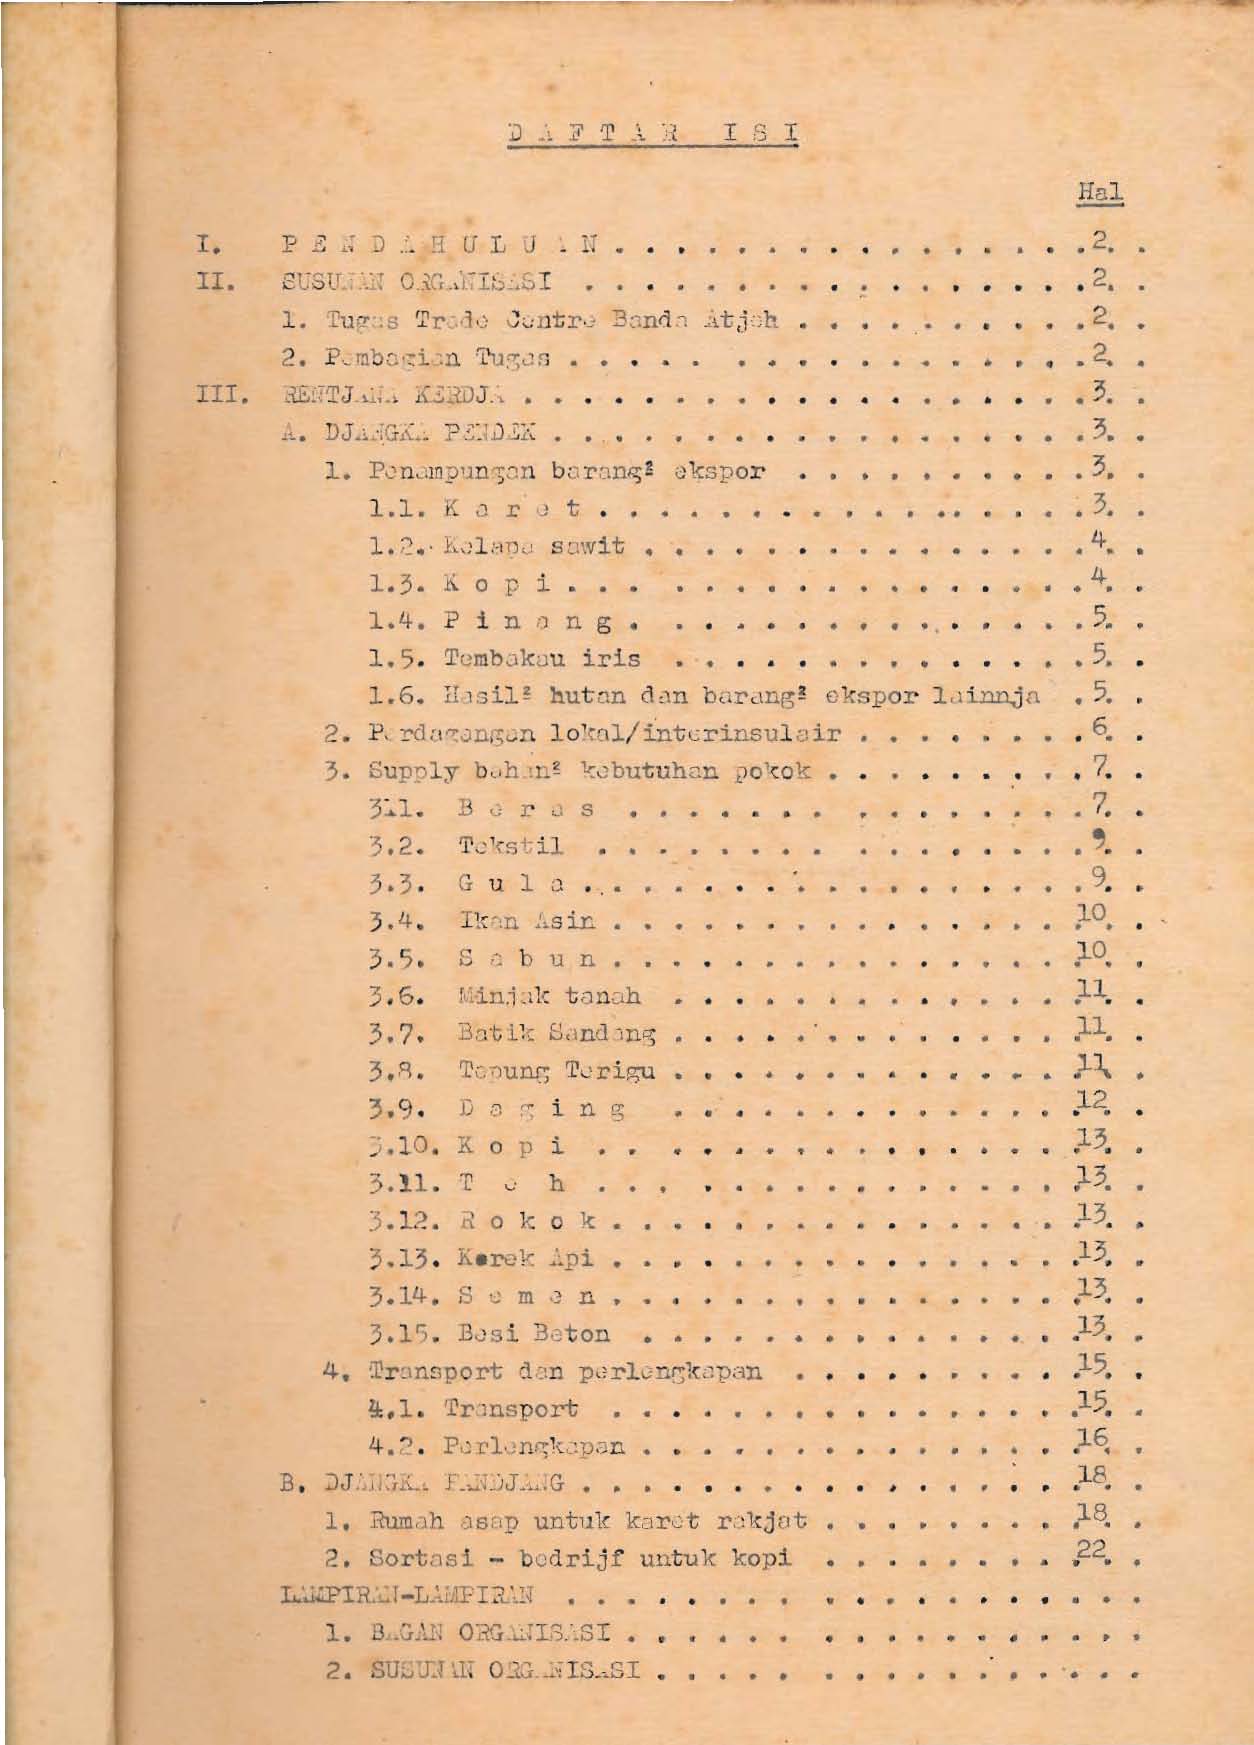 D A F T A R   I S I
Hal
I. P E N D A H U L U A N . . . . . . . . . . . . . . . . 2. .
II. SUSUNAN ORGANISASI . . . . . . . . . . . . . . . . . 2. .
1. Tugas Trade Centre Banda Atjeh . . . . . . . . . . 2. .
2. Pembagian Tugas . . . . . . . . . . . . . . . . . 2. .
III. RENTJANA KERDJA . . . . . . . . . . . . . . . . . . . 3. .
A. DJANGKA PENDEK . . . . . . . . . . . . . . . . . . 3. .
1. Penampungan barang² ekspor . . . . . . . . . . 3. .
1.1. K a r e t . . . . . . . . . . . . . . . . 3. .
1.2. Kelapa sawit . . . . . . . . . . . . . . . 4. .
1.3. K o p i . . . . . . . . . . . . . . . . . 4. .
1.4. P i n a n g . . . . . . . . . . . . . . . 5. .
1.5. Tembakau iris . . . . . . . . . . . . . . 5. .
1.6. Hasil² hutan dan barang² ekspor lainnja . 5. .
2. Perdagangan lokal/interinsulair . . . . . . . . 6. .
3. Supply bahan² kebutuhan pokok . . . . . . . . . 7. .
3.1. B e r a s . . . . . . . . . . . . . . . 7. .
3.2. Tekstil . . . . . . . . . . . . . . . . 9. .
3.3. G u l a . . . . . . . . . . . . . . . . . 9. .
3.4. Ikan Asin . . . . . . . . . . . . . . . . 10. .
3.5. S a b u n . . . . . . . . . . . . . . . . 10. .
3.6. Minjak tanah . . . . . . . . . . . . . . 11. .
3.7. Batik Sandang . . . . . . . . . . . . . . 11. .
3.8. Tepung Terigu . . . . . . . . . . . . . . 11. .
3.9. D a g i n g . . . . . . . . . . . . . . 12. .
3.10. K o p i . . . . . . . . . . . . . . . . 13. .
3.11. T e h . . . . . . . . . . . . . . . . 13. .
3.12. R o k o k . . . . . . . . . . . . . . . . 13. .
3.13. Korek Api . . . . . . . . . . . . . . . . 13. .
3.14. S e m e n . . . . . . . . . . . . . . . . 13. .
3.15. Besi Beton . . . . . . . . . . . . . . . 13. .
4. Transport dan perlengkapan . . . . . . . . . . 15. .
4.1. Transport . . . . . . . . . . . . . . . . 15. .
4.2. Perlengkapan . . . . . . . . . . . . . . . 16. .
B. DJANGKA PANDJANG . . . . . . . . . . . . . . . . . 18. .
1. Rumah asap untuk karet rakjat . . . . . . . . . 18. .
2. Sortasi - bedrijf untuk kopi . . . . . . . . . 22. .
LAMPIRAN-LAMPIRAN . . . . . . . . . . . . . . . . . . .
1. BAGAN ORGANISASI . . . . . . . . . . . . . . . . .
2. SUSUNAN ORGANISASI . . . . . . . . . . . . . . . .